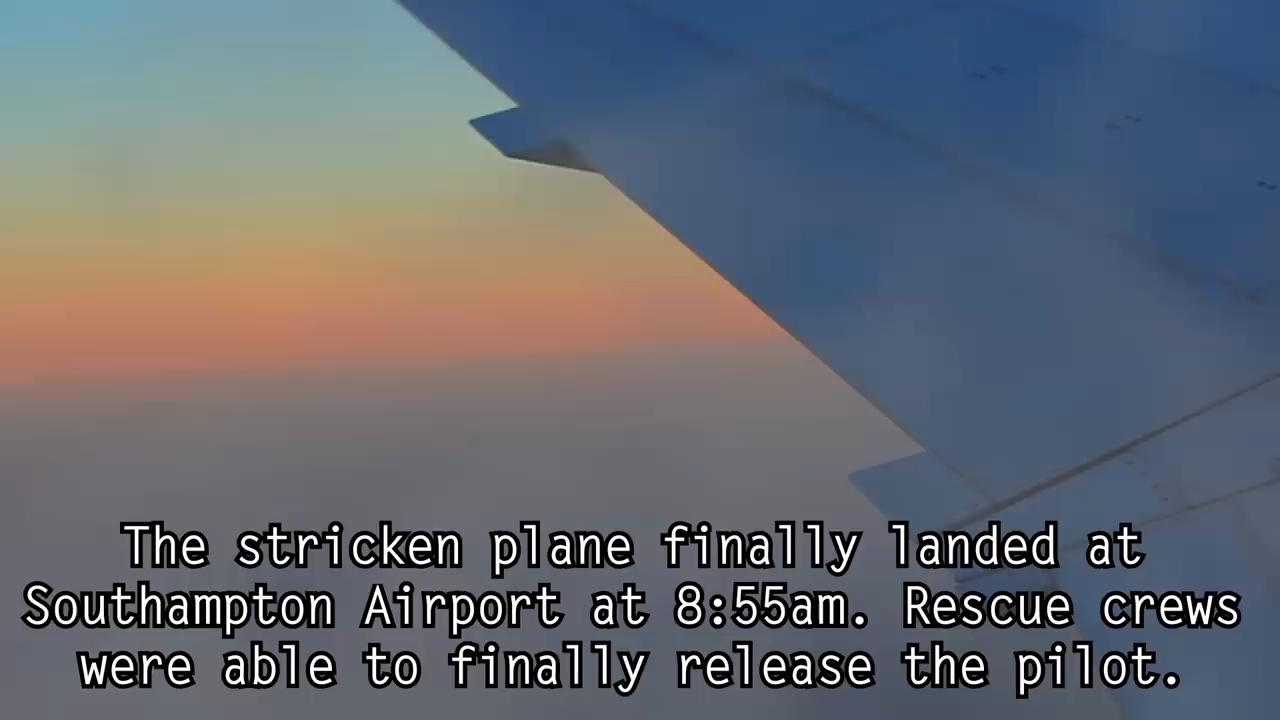 The stricken plane finally landed at
Southampton Airport at 8:55am. Rescue crews
were able to finally release the pilot.